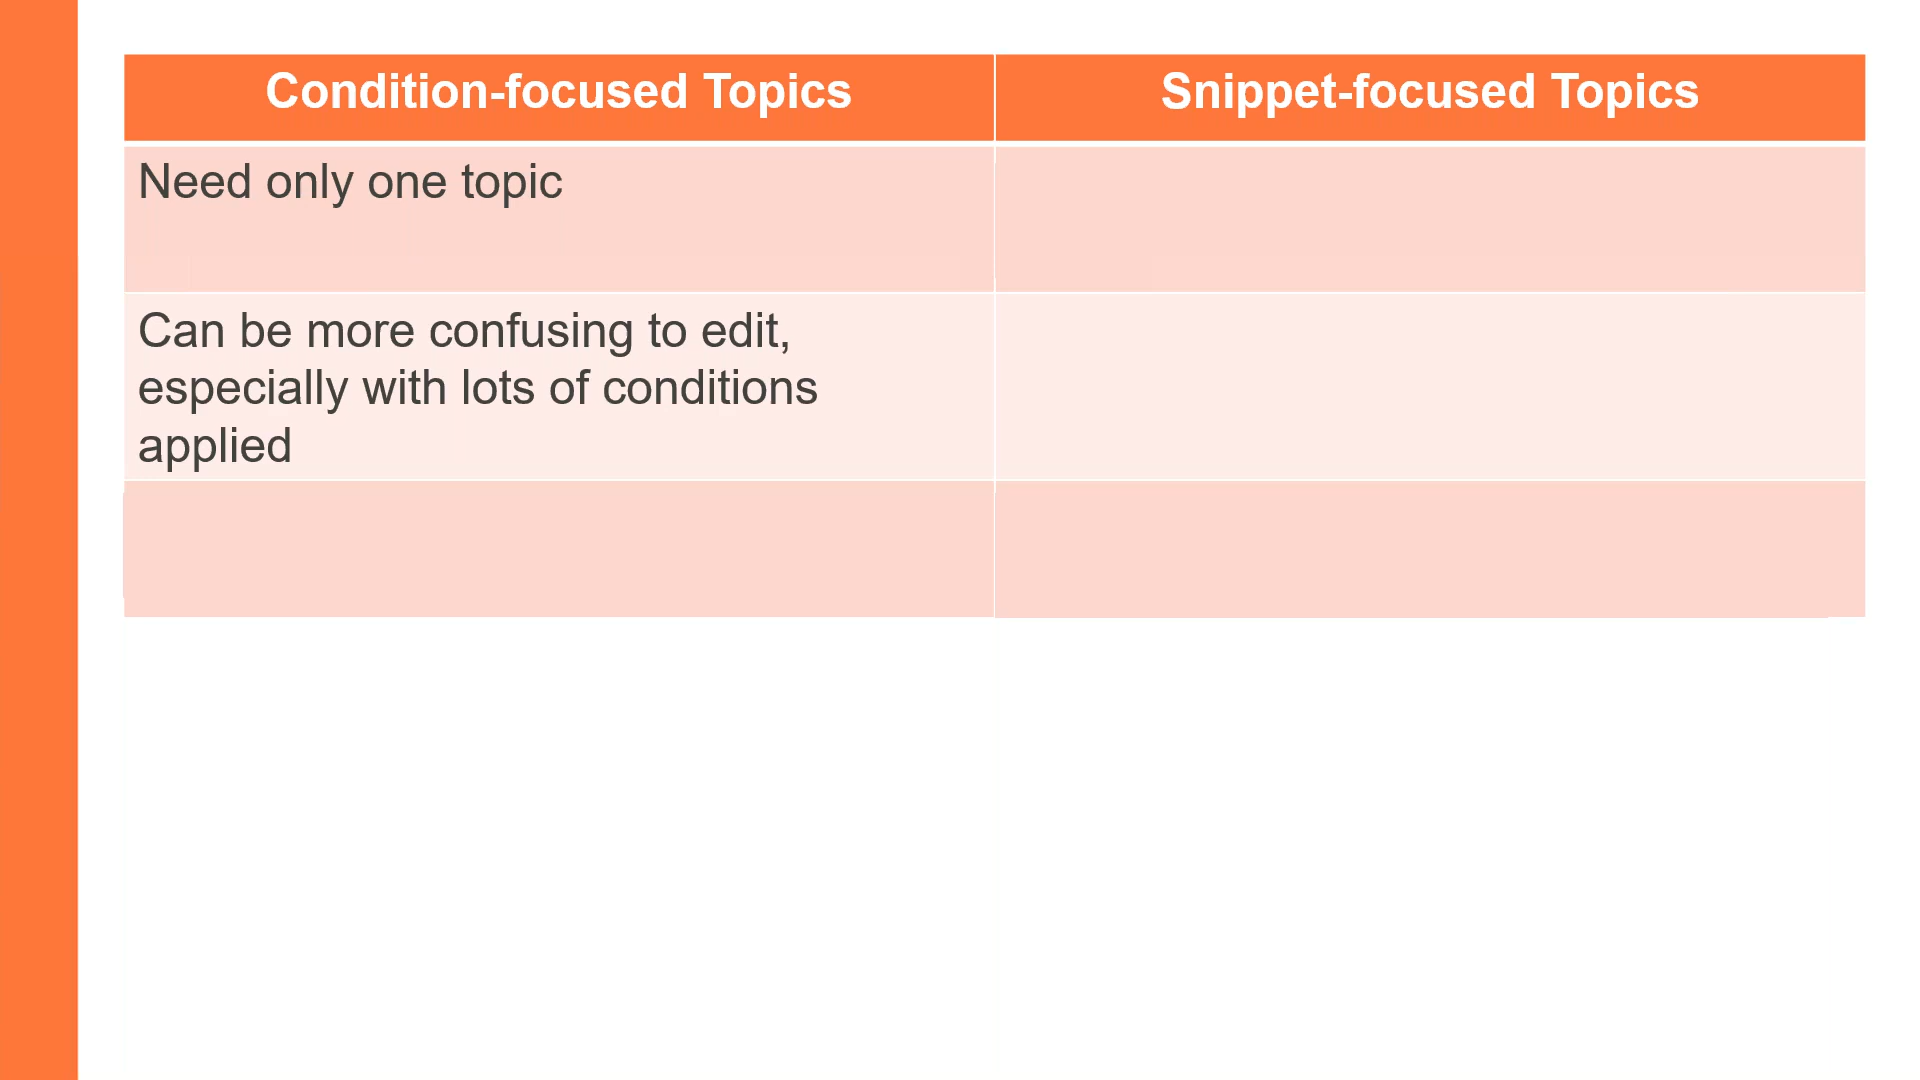 Condition-focused Topics
Snippet-focused Topics
Need only one topic
Can be more confusing to edit,
especially with lots of conditions
applied